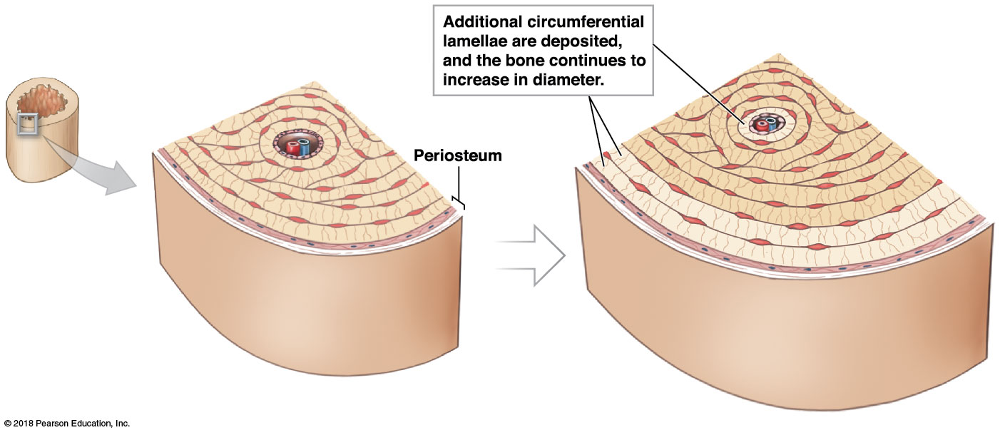 Additional circumferential
lamellae are deposited,
and the bone continues to
increase in diameter.
Periosteum
© 2018 Pearson Education, Inc.